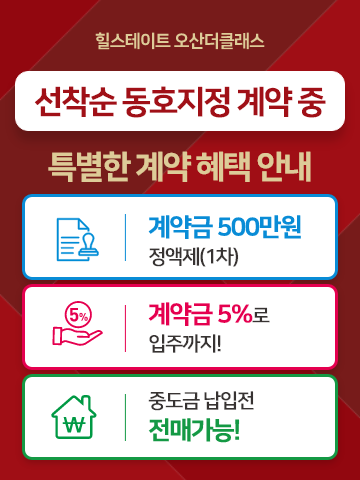 힐스테이트 오산더클래스
선착순 동호지정 계약 중
특별한 계약 혜택 안내
계약금 500만원
정액제(1차)
5%
계약금 5%로
입주까지!
중도금 납입전
₩
전매가능!